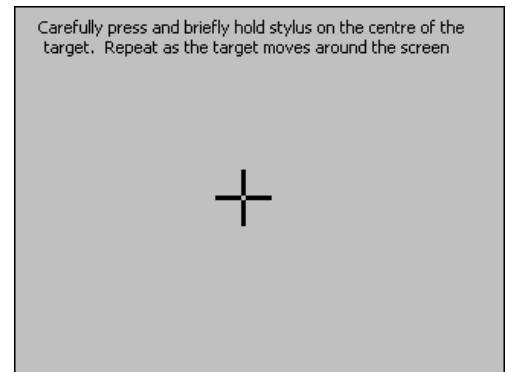 Carefully press and briefly hold stylus on the centre of the
target. Repeat as the target moves around the screen